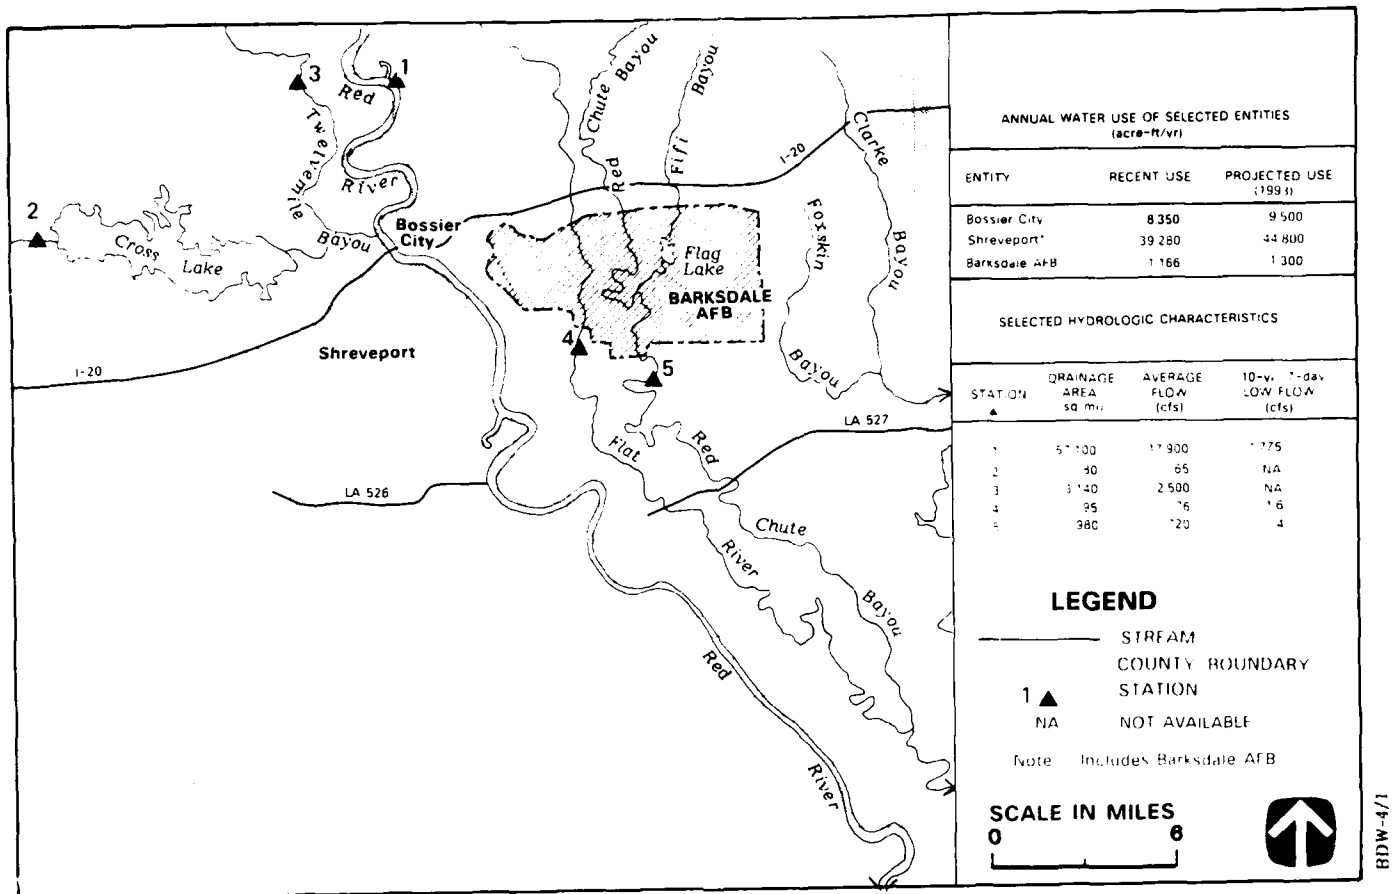 3
1
Red
Twelvemile
Bayou
River
2
Cross
Lake
Bossier
City
Chute
Bayou
Red
Fifi
Bayou
I-20
Clarke
Bayou
Foxskin
Bayou
Flag
Lake
BARKSDALE
AFB
4
5
Shreveport
I-20
LA 527
LA 526
Flat
River
Red
Chute
Bayou
Red
River
ANNUAL WATER USE OF SELECTED ENTITIES
(acre-ft/yr)
ENTITY RECENT USE PROJECTED USE
Bossier City 8 350 9 500
Shreveport* 39 280 44 800
Barksdale AFB 1 166 1 300
SELECTED HYDROLOGIC CHARACTERISTICS
STATION DRAINAGE AREA sq mi AVERAGE FLOW (cfs) LOW FLOW (cfs)
NA
3 2 500 NA
4 95
980
LEGEND
STREAM
COUNTY BOUNDARY
1 STATION
NA NOT AVAILABLE
Note Includes Barksdale AFB
SCALE IN MILES
0 6
BDW-4/1